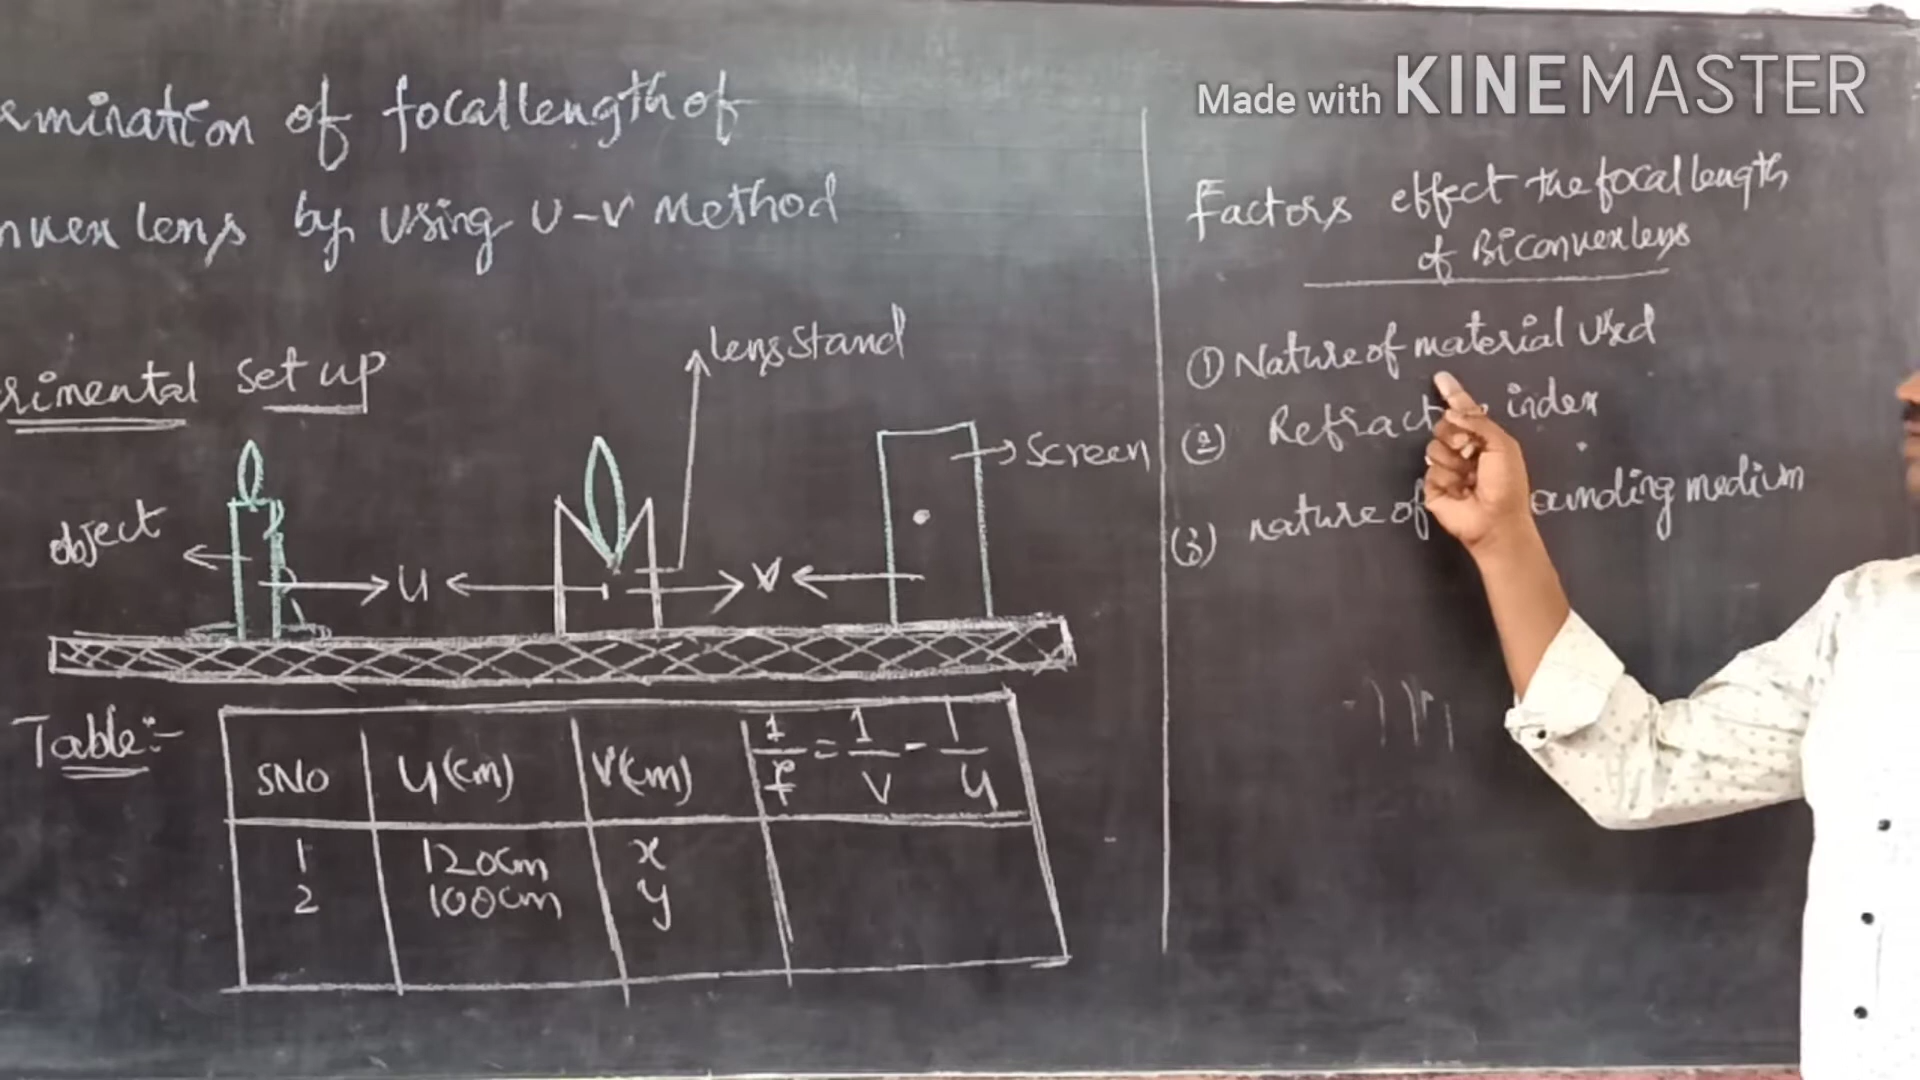 Made with KINEMASTER
ermination of focal length of
nvex lens by using U-V Method
rimental Set up
lens stand
Screen
object
u
v
Table:-
SNO u(cm) V(cm) 1/f = 1/v - 1/u
1 120cm x
2 100cm y
Factors effect the focal length
of Biconvex lens
① Nature of material used
(2) Refract index
(3) nature of ounding medium